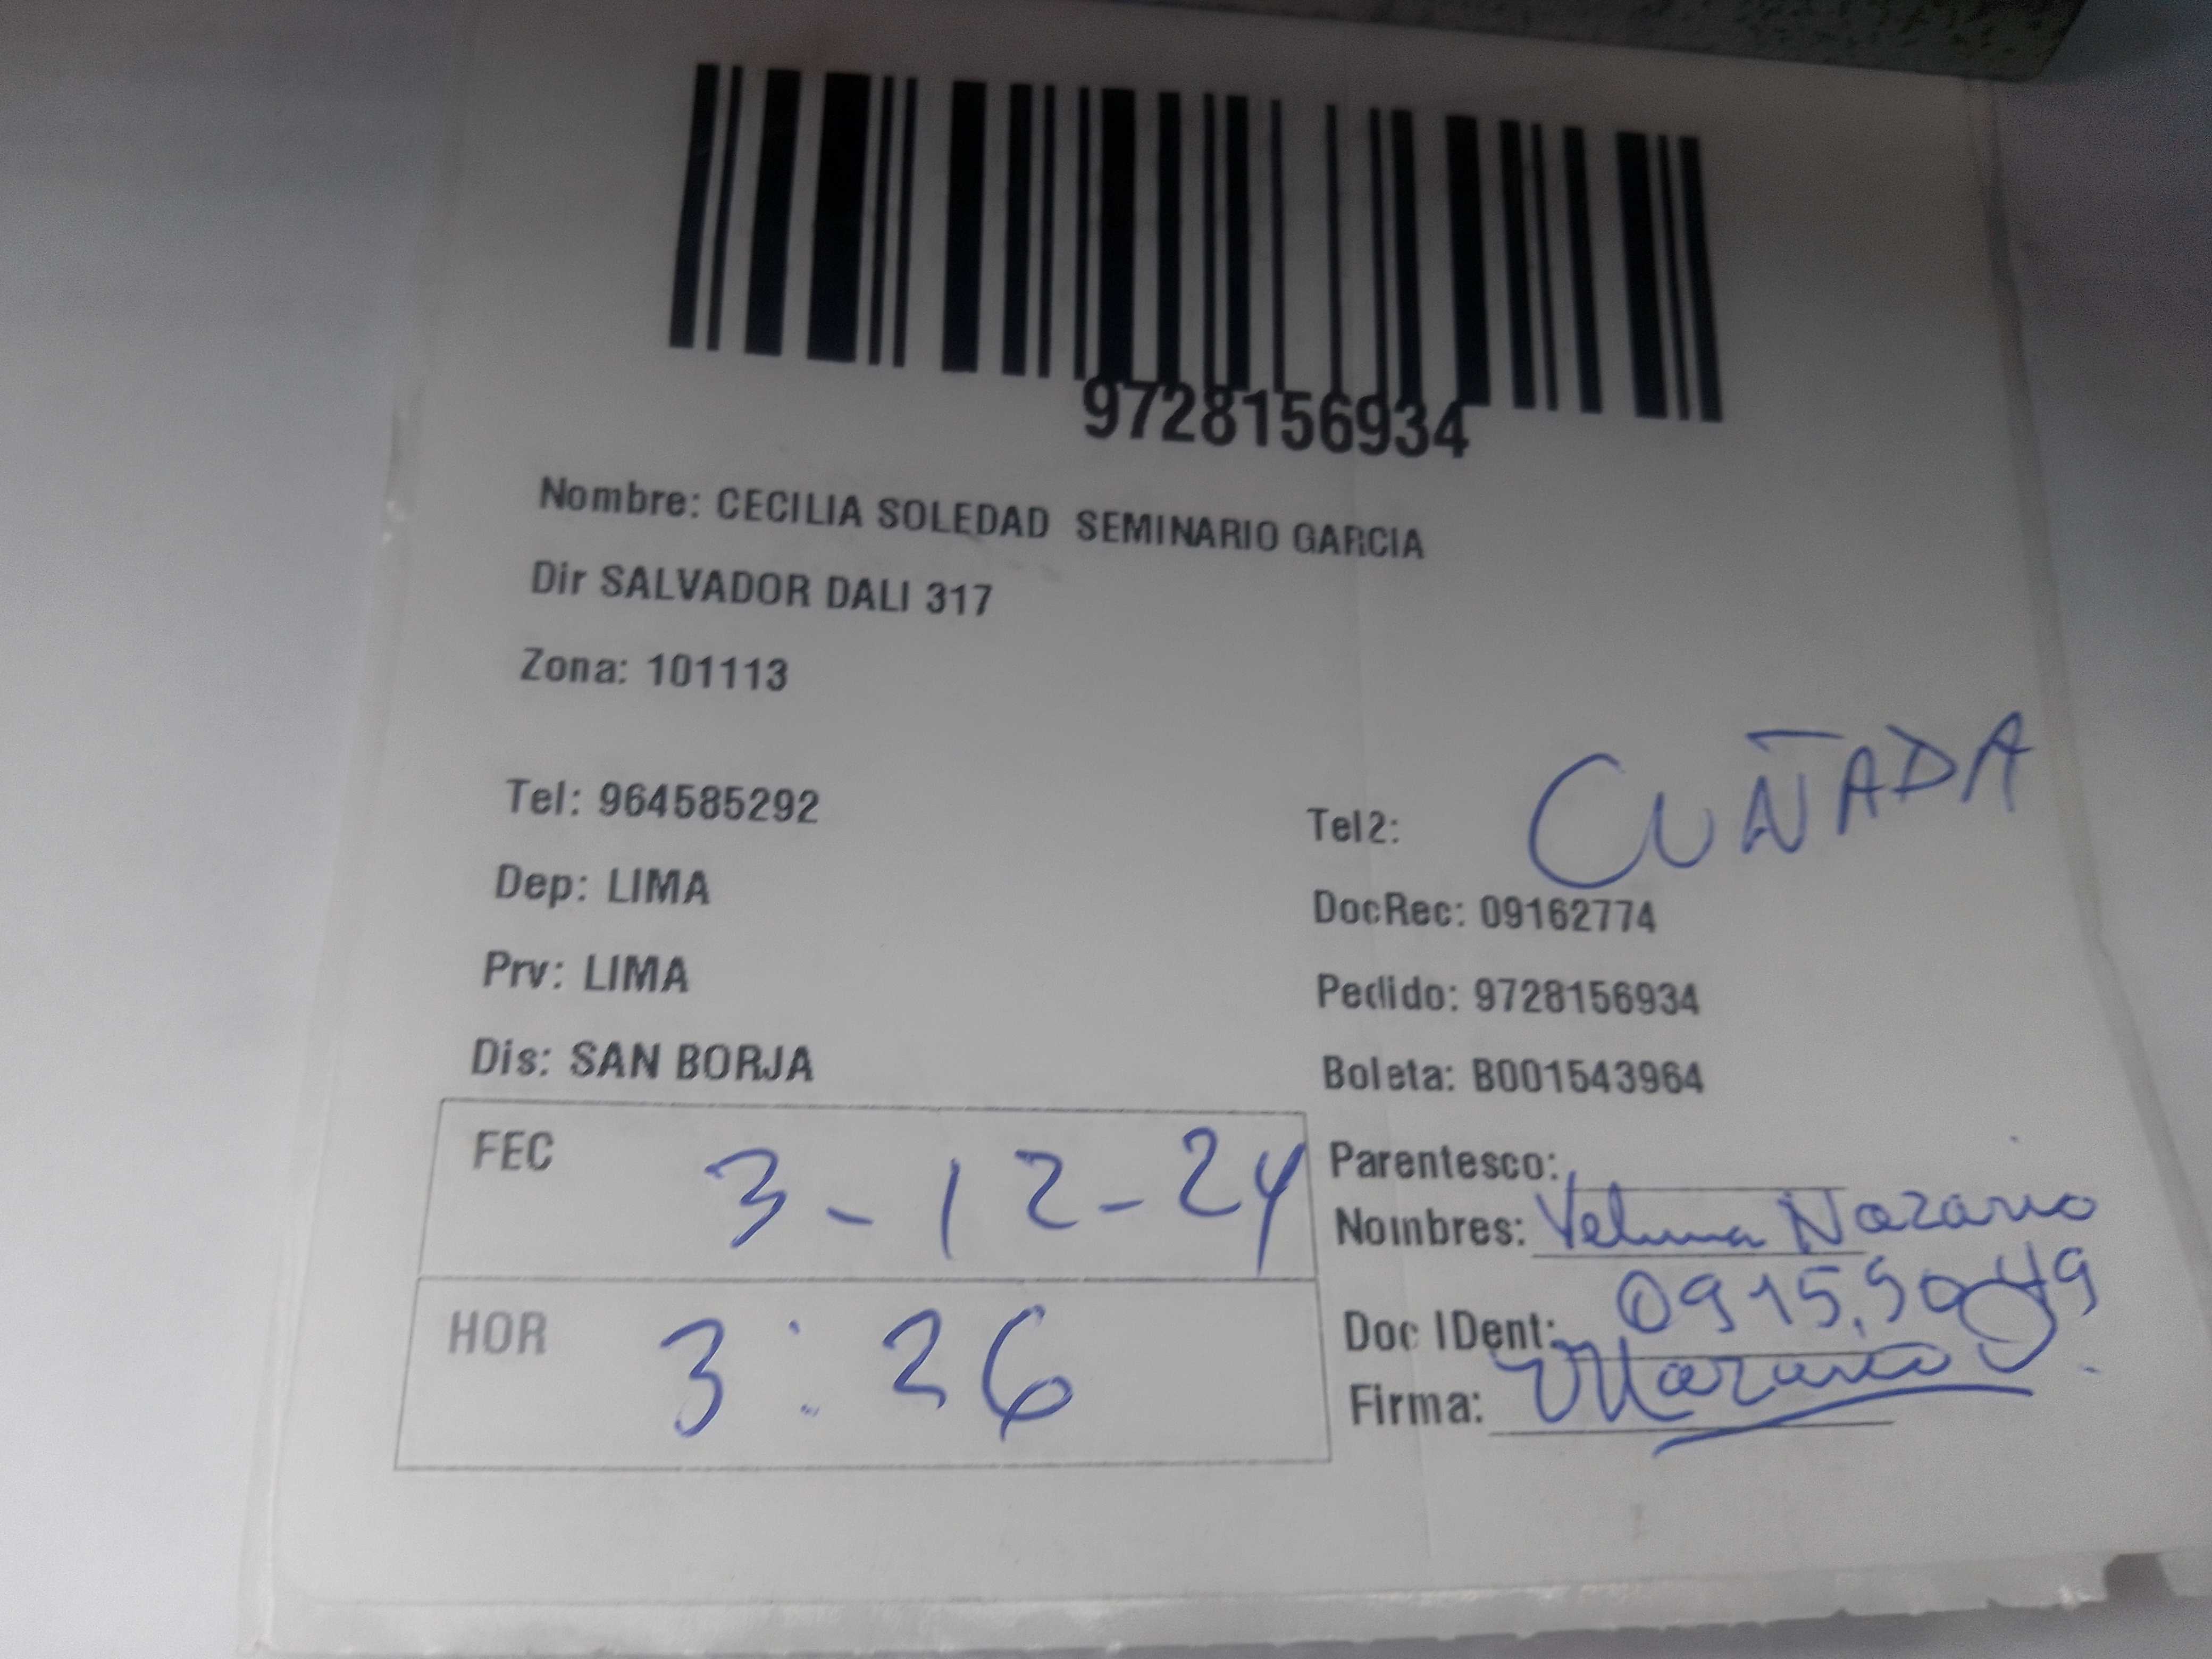 9728156934
Nombre: CECILIA SOLEDAD SEMINARIO GARCIA
Dir SALVADOR DALI 317
Zona: 101113
Tel: 964585292
Tel2:
CUÑADA
Dep: LIMA
DocRec: 09162774
Prv: LIMA
Pedido: 9728156934
Dis: SAN BORJA
Boleta: B001543964
FEC 3-12-24
Parentesco:
Nombres: Velma Nazario
HOR 3:26
Doc IDent:
Firma: